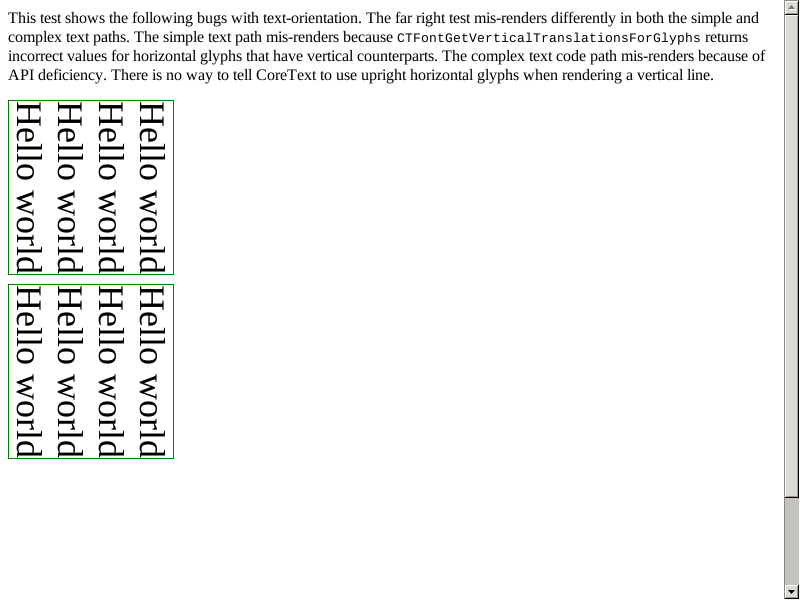 This test shows the following bugs with text-orientation. The far right test mis-renders differently in both the simple and
complex text paths. The simple text path mis-renders because CTFontGetVerticalTranslationsForGlyphs returns
incorrect values for horizontal glyphs that have vertical counterparts. The complex text code path mis-renders because of
API deficiency. There is no way to tell CoreText to use upright horizontal glyphs when rendering a vertical line.
Hello world
Hello world
Hello world
Hello world
Hello world
Hello world
Hello world
Hello world